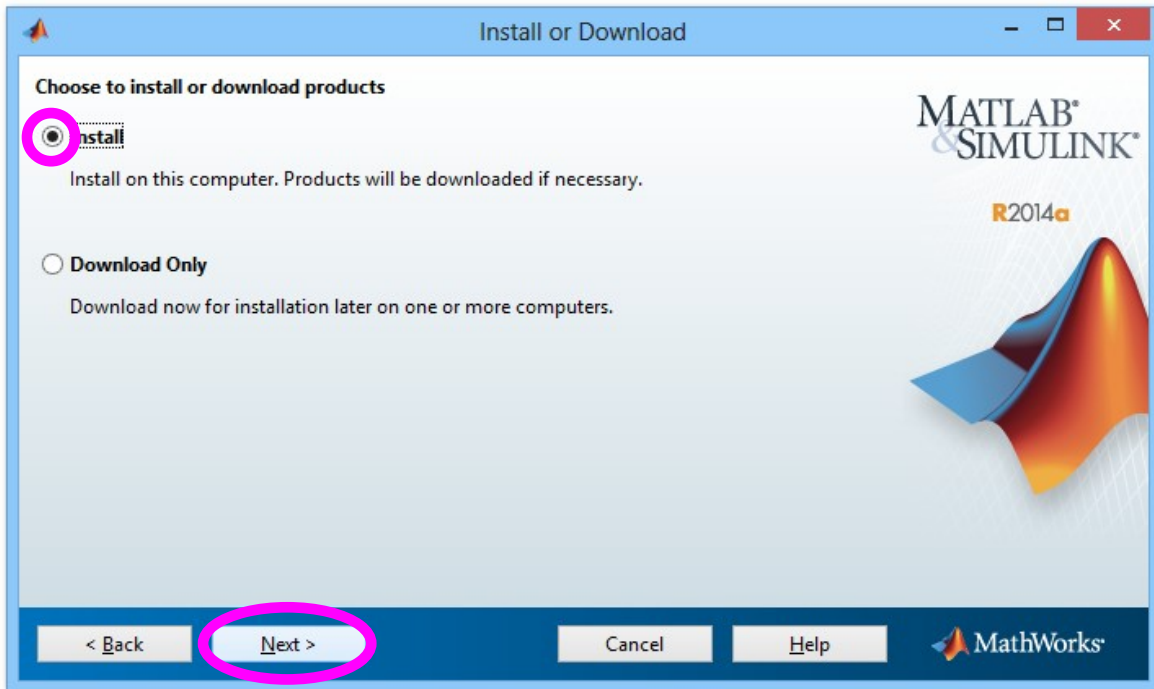 Install or Download
Choose to install or download products
Install
Install on this computer. Products will be downloaded if necessary.
Download Only
Download now for installation later on one or more computers.
MATLAB®
&SIMULINK®
R2014a
< Back
Next >
Cancel
Help
MathWorks®